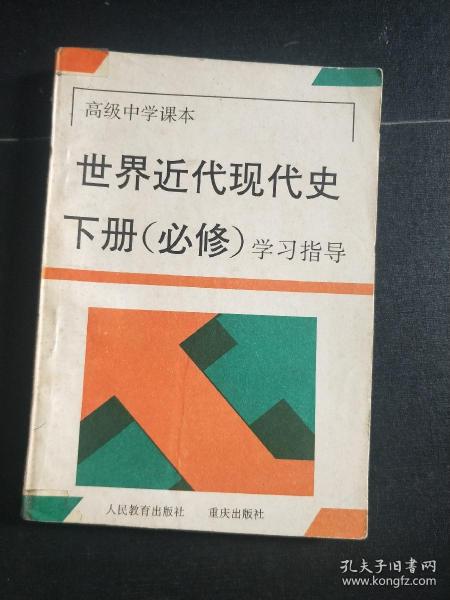 高级中学课本
世界近代现代史
下册(必修)学习指导
人民教育出版社 重庆出版社
孔夫子旧书网
www.kongfz.com